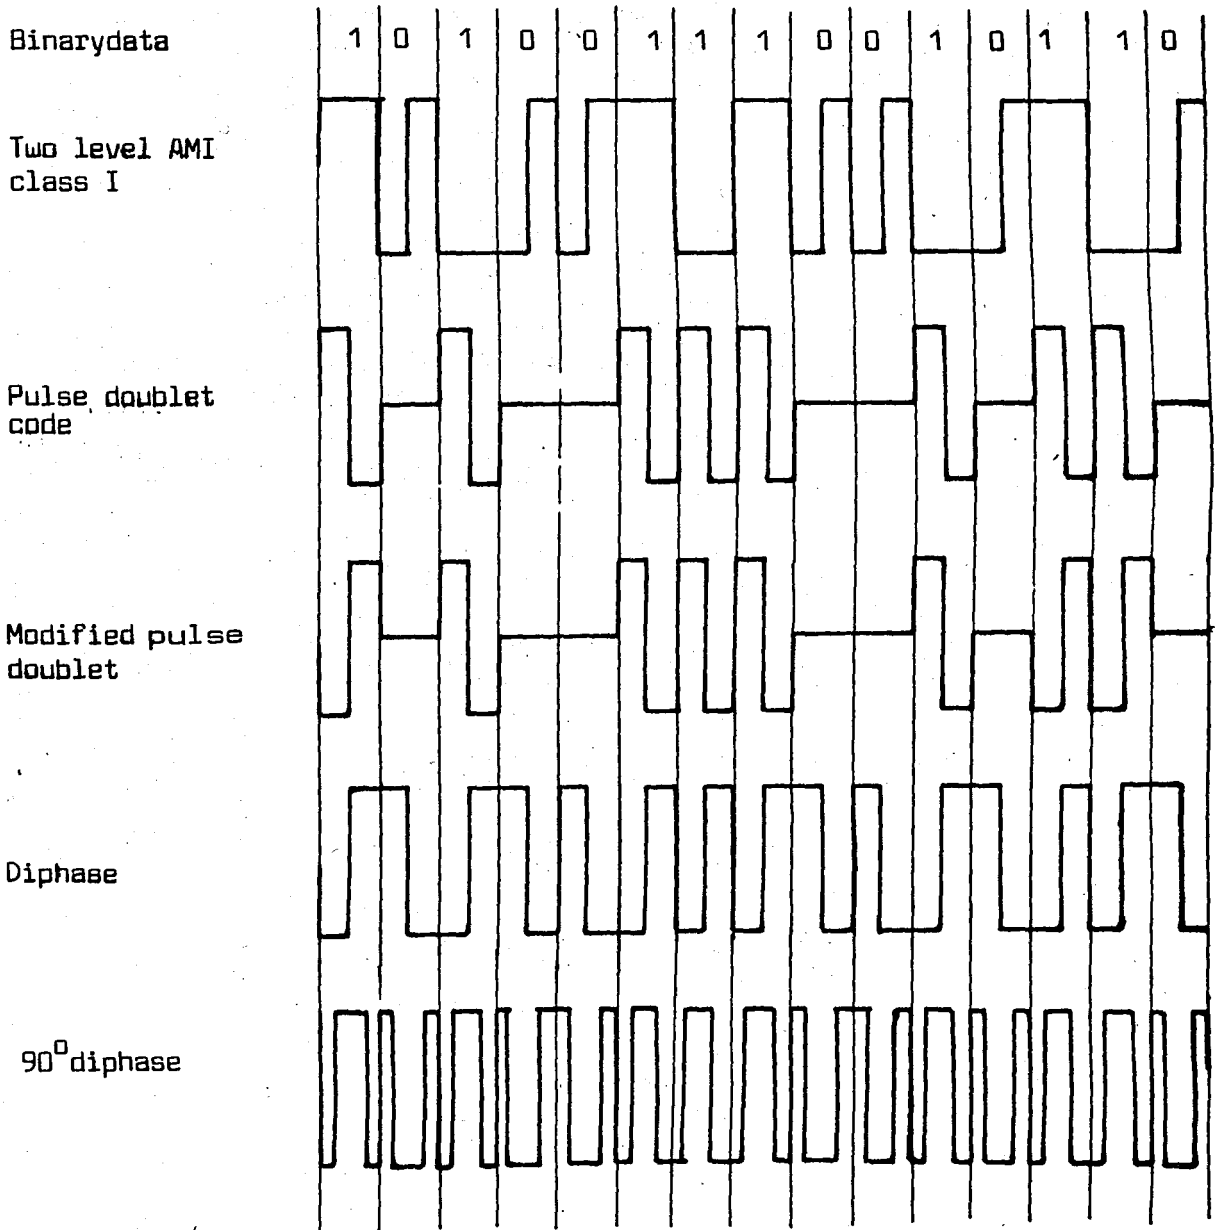 Binarydata 1 0 1 0 0 1 1 1 0 0 1 0 1 1 0
Two level AMI
class I
Pulse doublet
code
Modified pulse
doublet
Diphase
90° diphase